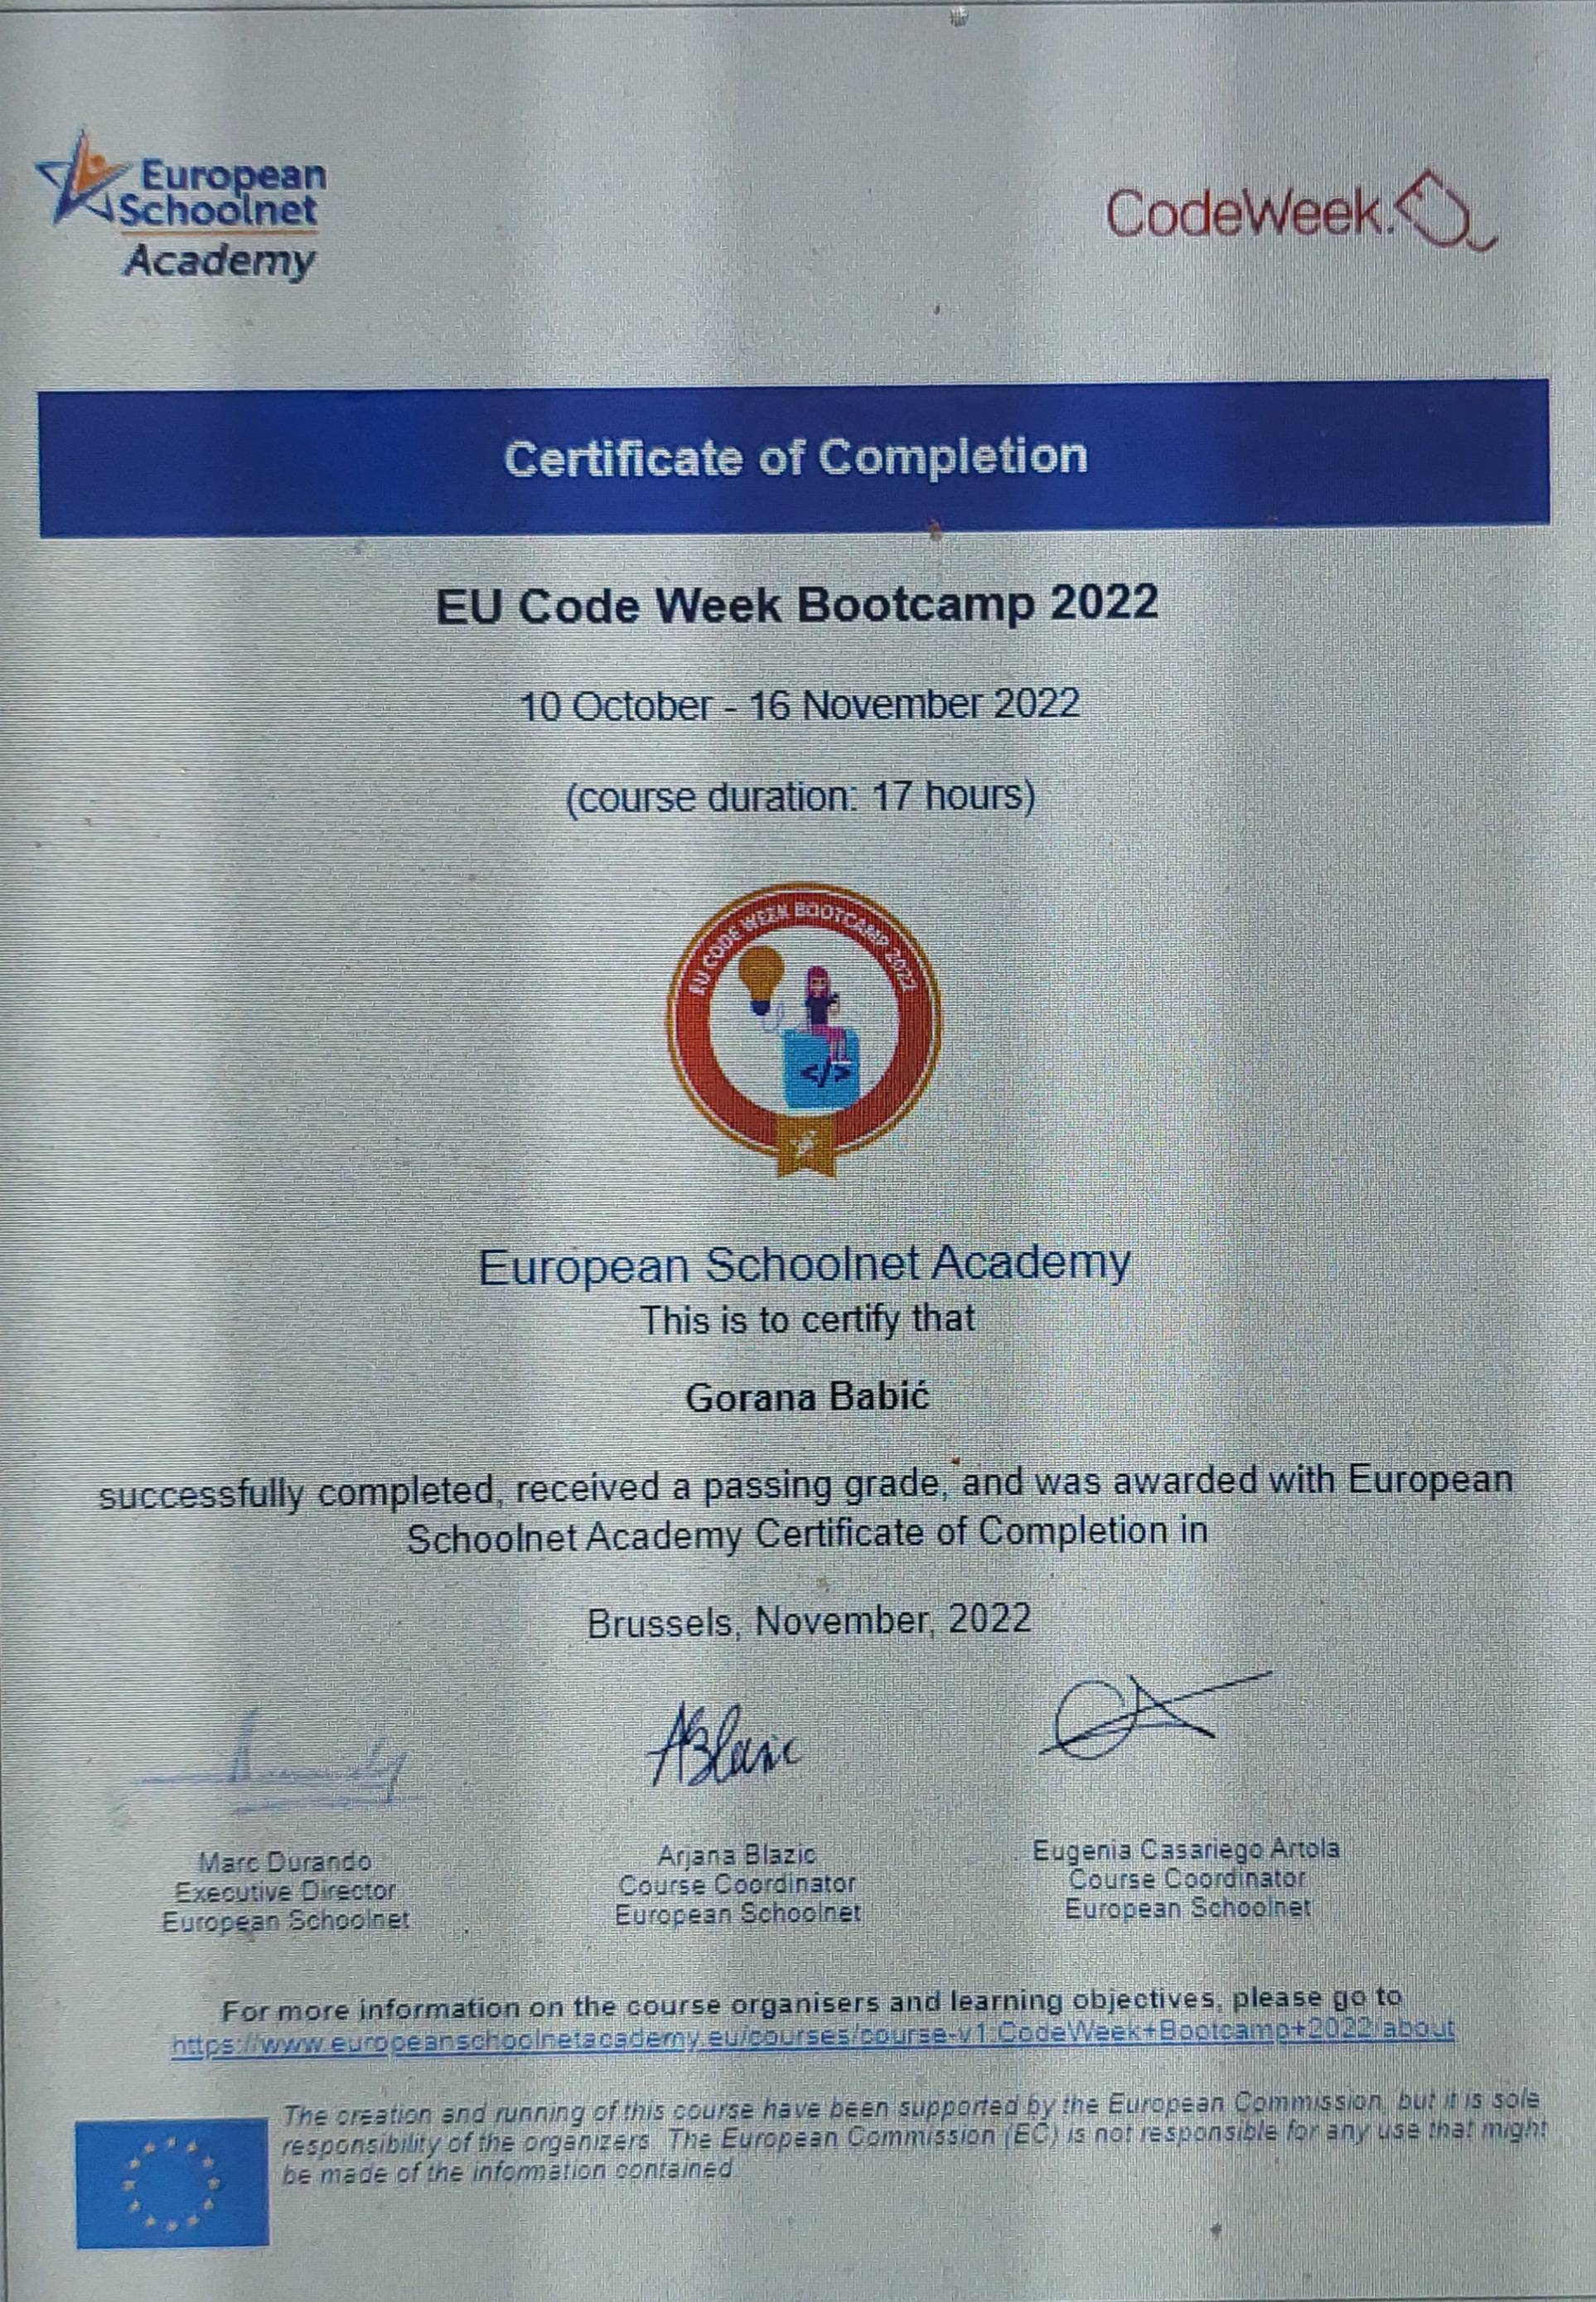 European
Schoolnet
Academy
CodeWeek.
Certificate of Completion
EU Code Week Bootcamp 2022
10 October - 16 November 2022
(course duration: 17 hours)
EU CODE WEEK BOOTCAMP 2022
</>
European Schoolnet Academy
This is to certify that
Gorana Babić
successfully completed, received a passing grade, and was awarded with European
Schoolnet Academy Certificate of Completion in
Brussels, November, 2022
ABlazic
Marc Durando
Executive Director
European Schoolnet
Arjana Blazic
Course Coordinator
European Schoolnet
Eugenia Casariego Artola
Course Coordinator
European Schoolnet
For more information on the course organisers and learning objectives, please go to
https://www.europeanschoolnetacademy.eu/courses/course-v1:CodeWeek+Bootcamp+2022/about
The creation and running of this course have been supported by the European Commission, but it is sole
responsibility of the organizers. The European Commission (EC) is not responsible for any use that might
be made of the information contained.